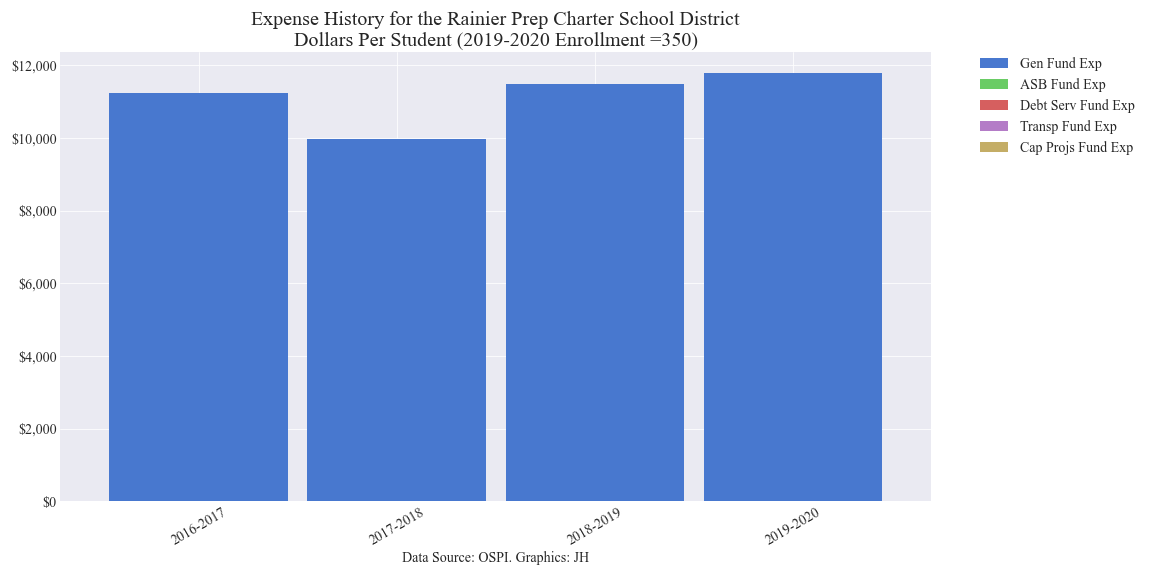 Expense History for the Rainier Prep Charter School District
Dollars Per Student (2019-2020 Enrollment =350)
$12,000
$10,000
$8,000
$6,000
$4,000
$2,000
$0
2016-2017
2017-2018
2018-2019
2019-2020
Data Source: OSPI. Graphics: JH
Gen Fund Exp
ASB Fund Exp
Debt Serv Fund Exp
Transp Fund Exp
Cap Projs Fund Exp